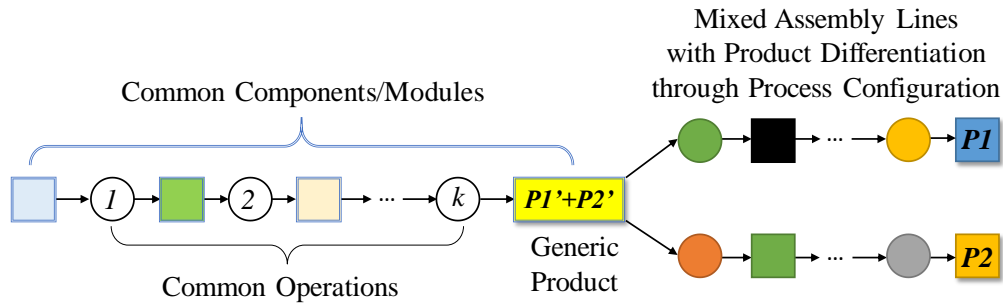 Mixed Assembly Lines
with Product Differentiation
through Process Configuration
Common Components/Modules
P1
...
1
2
...
k
P1'+P2'
Generic
Product
Common Operations
...
P2